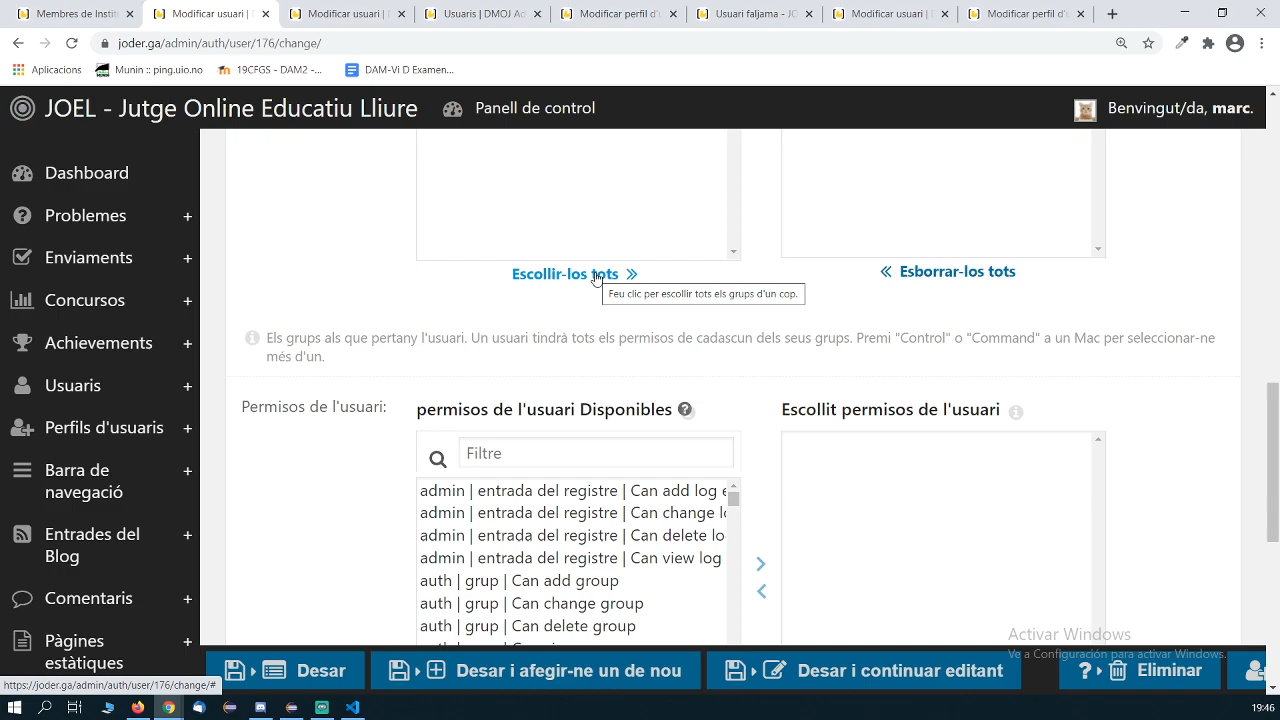 Membres de Instit
Modificar usuari |
Modificar usuari |
Usuaris | DMOJ Ad
Modificar perfil d'u
Usuari faljama - JO
Modificar usuari |
Modificar perfil d'u
joder.ga/admin/auth/user/176/change/
Aplicacions
Munin :: ping.uio.no
19CFGS - DAM2 -...
DAM-Vi D Examen...
JOEL - Jutge Online Educatiu Lliure
Panell de control
Benvingut/da, marc.
Dashboard
Problemes +
Enviaments +
Concursos +
Achievements +
Usuaris +
Perfils d'usuaris +
Barra de +
navegació
Entrades del +
Blog
Comentaris +
Pàgines +
estàtiques
Escollir-los tots
Esborrar-los tots
Feu clic per escollir tots els grups d'un cop.
Els grups als que pertany l'usuari. Un usuari tindrà tots els permisos de cadascun dels seus grups. Premi "Control" o "Command" a un Mac per seleccionar-ne
més d'un.
Permisos de l'usuari:
permisos de l'usuari Disponibles
Escollit permisos de l'usuari
Filtre
admin | entrada del registre | Can add log e
admin | entrada del registre | Can change lo
admin | entrada del registre | Can delete lo
admin | entrada del registre | Can view log
auth | grup | Can add group
auth | grup | Can change group
auth | grup | Can delete group
Activar Windows
Ve a Configuración para activar Windows.
Desar
Desar i afegir-ne un de nou
Desar i continuar editant
Eliminar
https://joder.ga/admin/auth/user/176/change/#
19:46